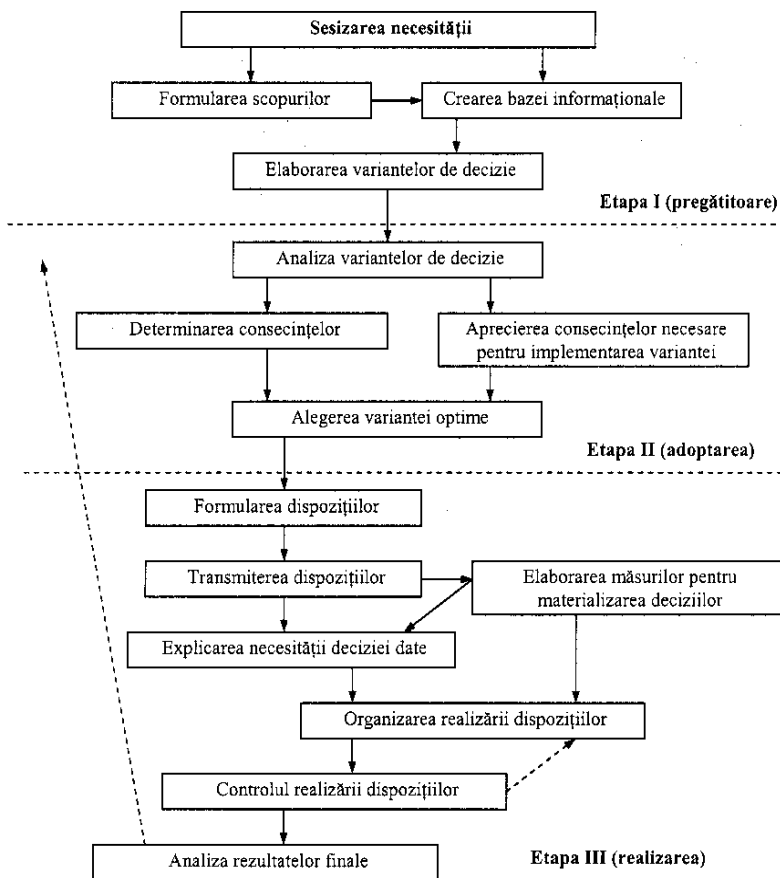 Sesizarea necesității
Formularea scopurilor
Crearea bazei informaționale
Elaborarea variantelor de decizie
Etapa I (pregătitoare)
Analiza variantelor de decizie
Determinarea consecințelor
Aprecierea consecințelor necesare
pentru implementarea variantei
Alegerea variantei optime
Etapa II (adoptarea)
Formularea dispozițiilor
Transmiterea dispozițiilor
Elaborarea măsurilor pentru
materializarea deciziilor
Explicarea necesității deciziei date
Organizarea realizării dispozițiilor
Controlul realizării dispozițiilor
Analiza rezultatelor finale
Etapa III (realizarea)